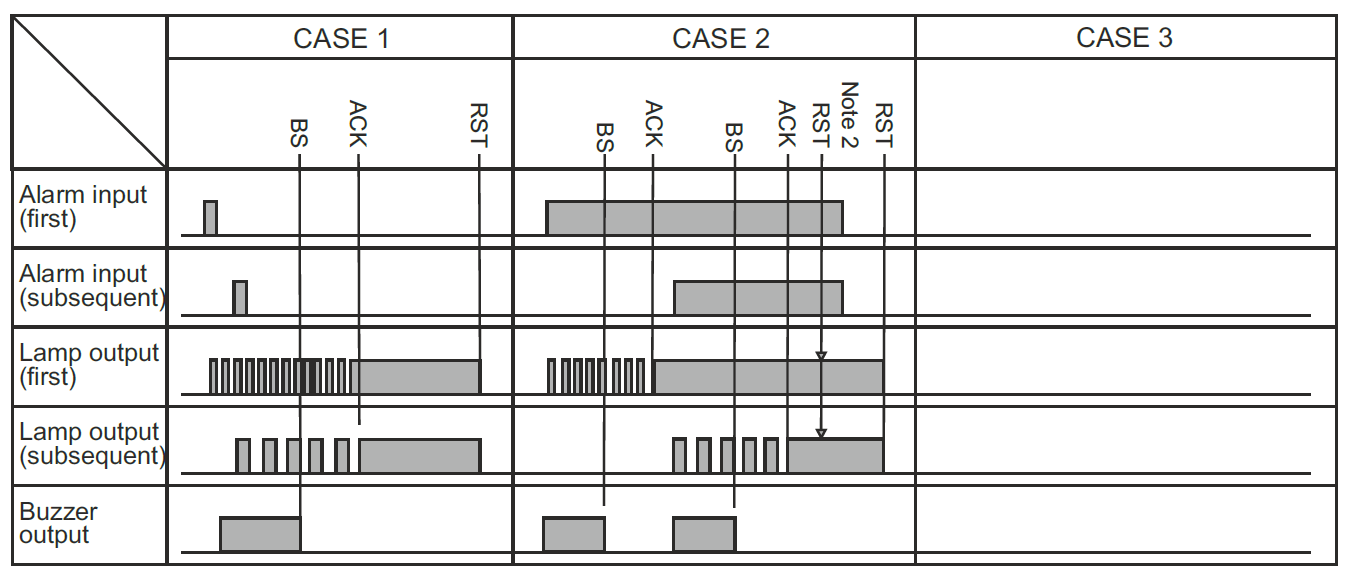 CASE 1
CASE 2
CASE 3
BS
ACK
RST
BS
ACK
BS
ACK
RST
Note 2
RST
Alarm input
(first)
Alarm input
(subsequent)
Lamp output
(first)
Lamp output
(subsequent)
Buzzer
output